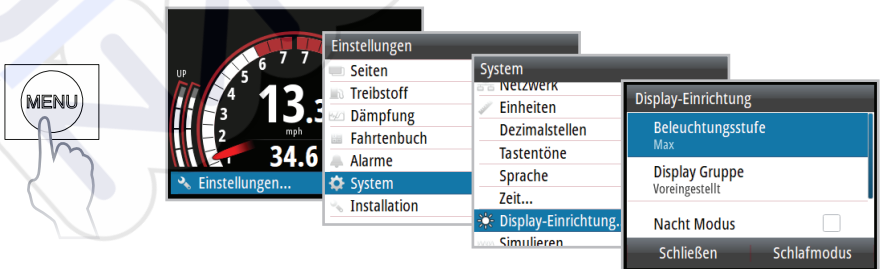 MENU
UP
1
2
3
4
5
6
7
7
13.3
mph
34.6
Einstellungen...
Einstellungen
Seiten
Treibstoff
Dämpfung
Fahrtenbuch
Alarme
System
Installation
System
Netzwerk
Einheiten
Dezimalstellen
Tastentöne
Sprache
Zeit...
Display-Einrichtung.
Simulieren
Display-Einrichtung
Beleuchtungsstufe
Max
Display Gruppe
Voreingestellt
Nacht Modus
Schließen Schlafmodus